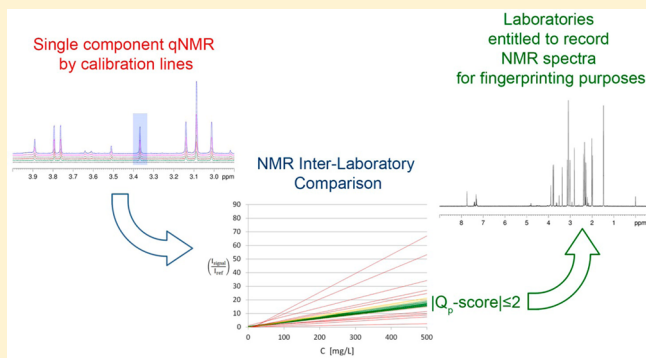 Single component qNMR
by calibration lines
3.9 3.8 3.7 3.6 3.5 3.4 3.3 3.2 3.1 3.0 ppm
NMR Inter-Laboratory
Comparison
90
80
70
60
50
40
30
20
10
0
(I_signal / I_ref)
0 100 200 300 400 500
C [mg/L]
Laboratories
entitled to record
NMR spectra
for fingerprinting purposes
8 7 6 5 4 3 2 1 ppm
|Qp-score|≤2